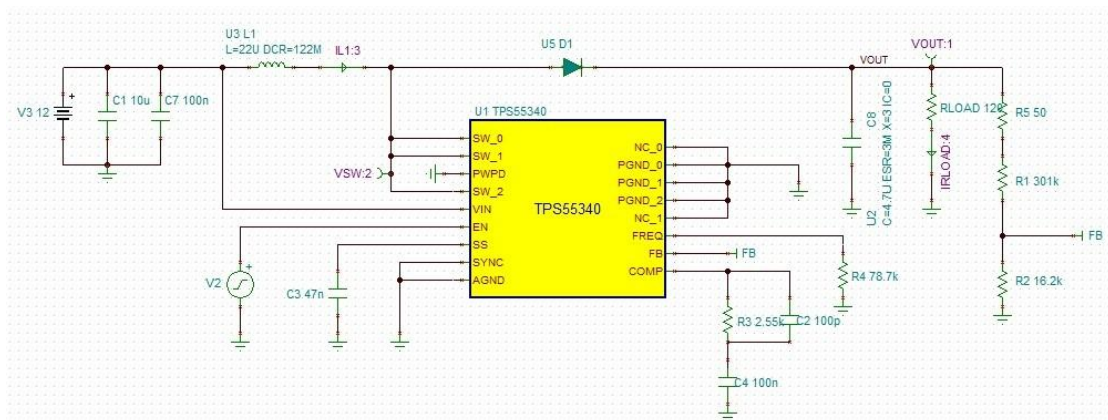 U3 L1
L=22U DCR=122M
IL1:3
U5 D1
VOUT:1
VOUT
V3 12
+
C1 10u
C7 100n
U1 TPS55340
SW_0
SW_1
PWPD
SW_2
VIN
EN
SS
SYNC
AGND
TPS55340
NC_0
PGND_0
PGND_1
PGND_2
NC_1
FREQ
FB
COMP
VSW:2
V2
+
C3 47n
FB
R4 78.7k
R3 2.55k
C2 100p
C4 100n
C8
U2
C=4.7U ESR=3M X=3 IC=0
RLOAD 120
IRLOAD:4
R5 50
R1 301k
FB
R2 16.2k